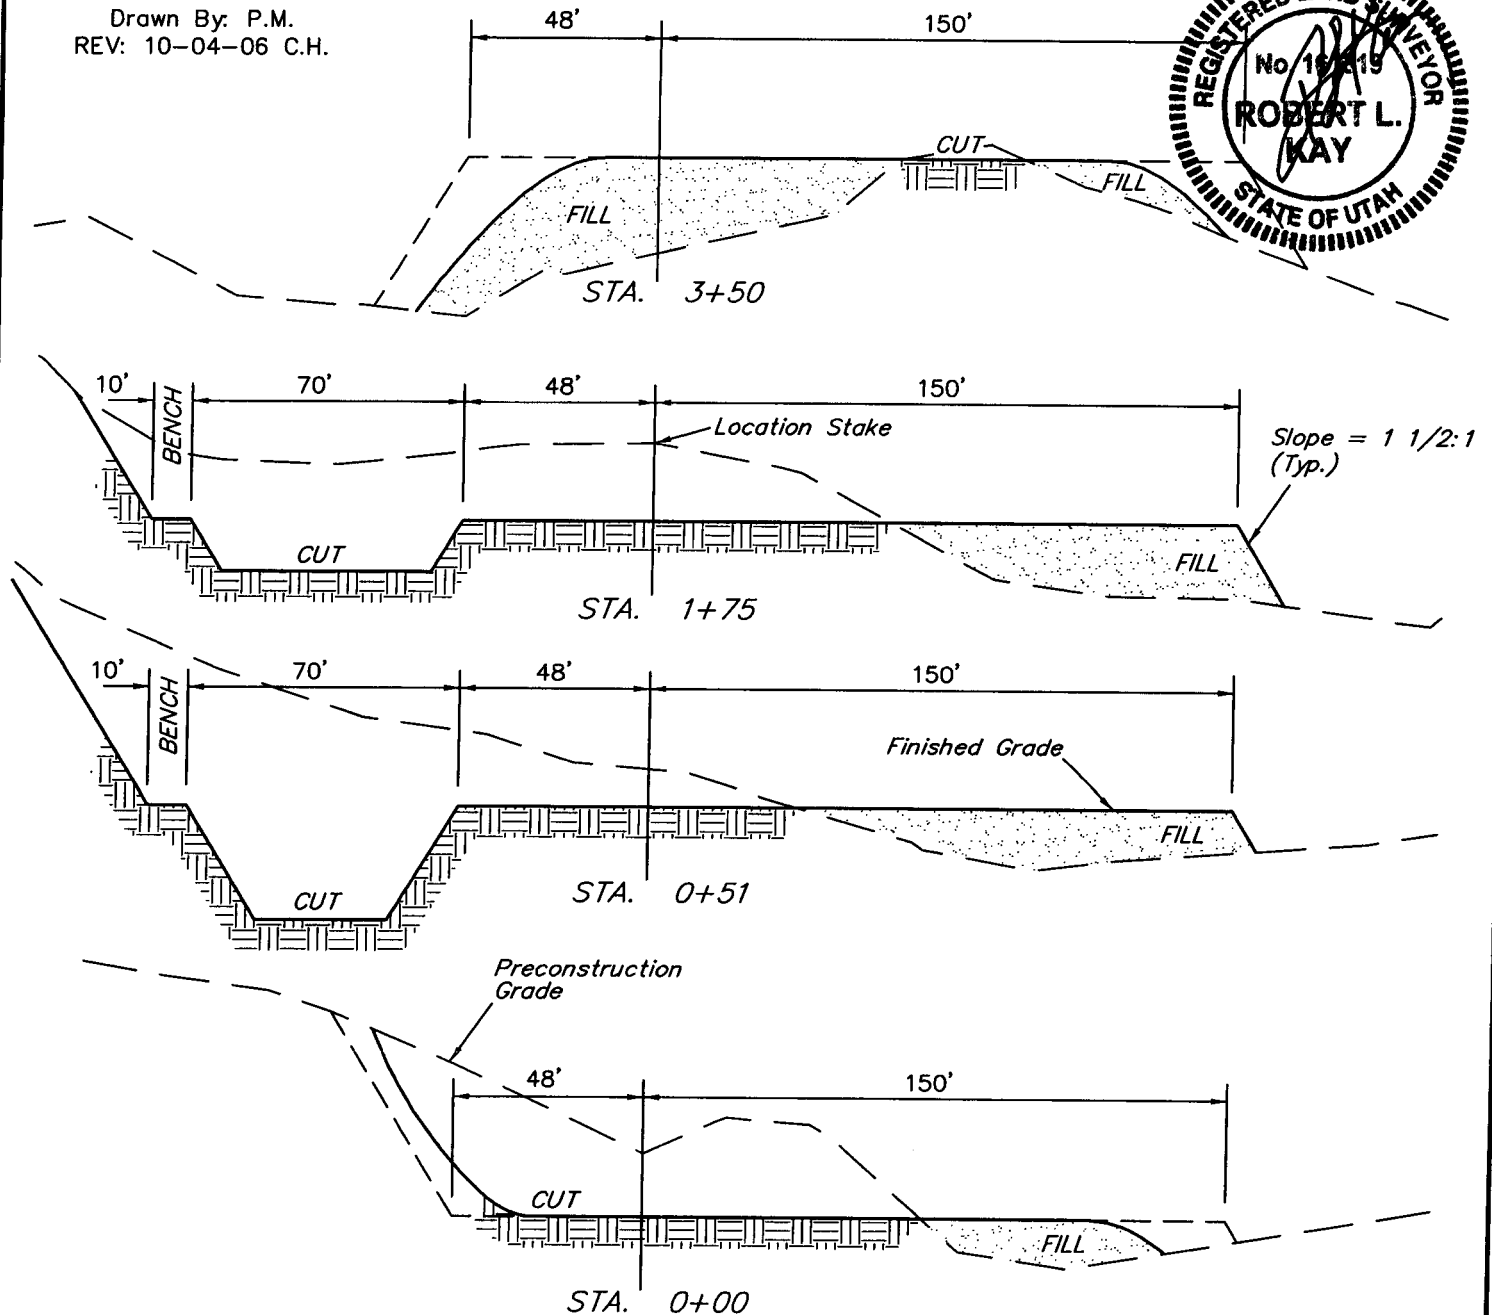 Drawn By: P.M.
REV: 10-04-06 C.H.
48'
150'
REGISTERED LAND SURVEYOR
No.
ROBERT L.
KAY
STATE OF UTAH
CUT
FILL
FILL
STA. 3+50
10'
BENCH
70'
48'
150'
Location Stake
Slope = 1 1/2:1
(Typ.)
CUT
FILL
STA. 1+75
10'
BENCH
70'
48'
150'
Finished Grade
CUT
FILL
STA. 0+51
Preconstruction
Grade
48'
150'
CUT
FILL
STA. 0+00